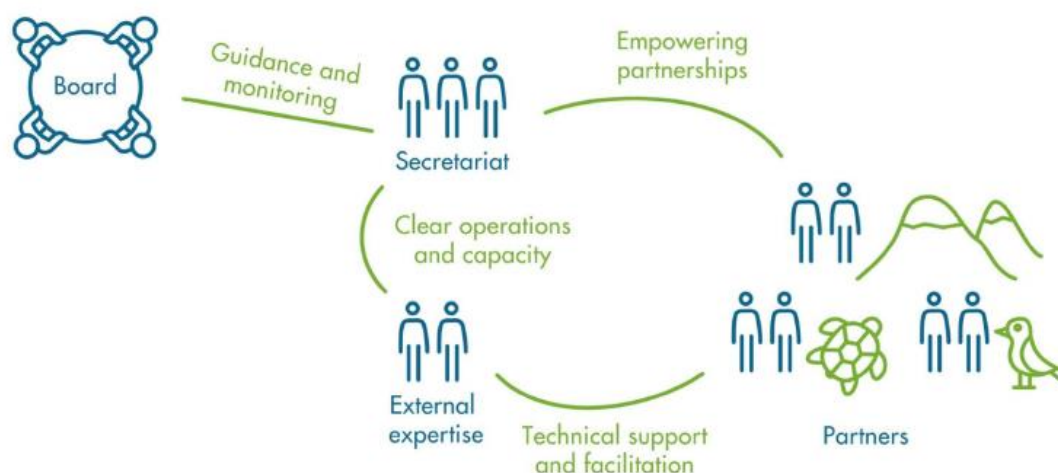 Board
Guidance and
monitoring
Secretariat
Empowering
partnerships
Clear operations
and capacity
External
expertise
Technical support
and facilitation
Partners